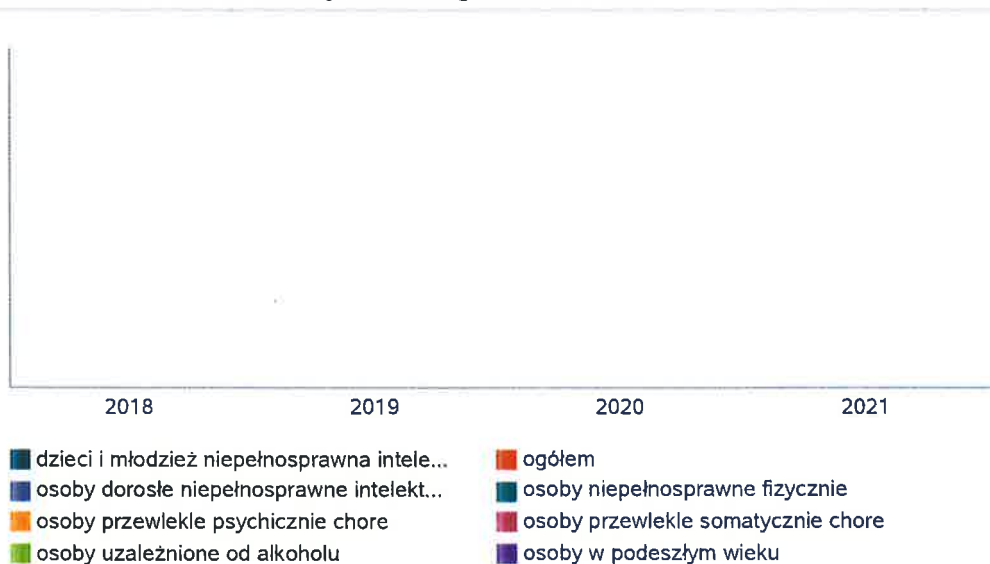 2018 2019 2020 2021
dzieci i młodzież niepełnosprawna intele...
osoby dorosłe niepełnosprawne intelekt...
osoby przewlekle psychicznie chore
osoby uzależnione od alkoholu
ogółem
osoby niepełnosprawne fizycznie
osoby przewlekle somatycznie chore
osoby w podeszłym wieku